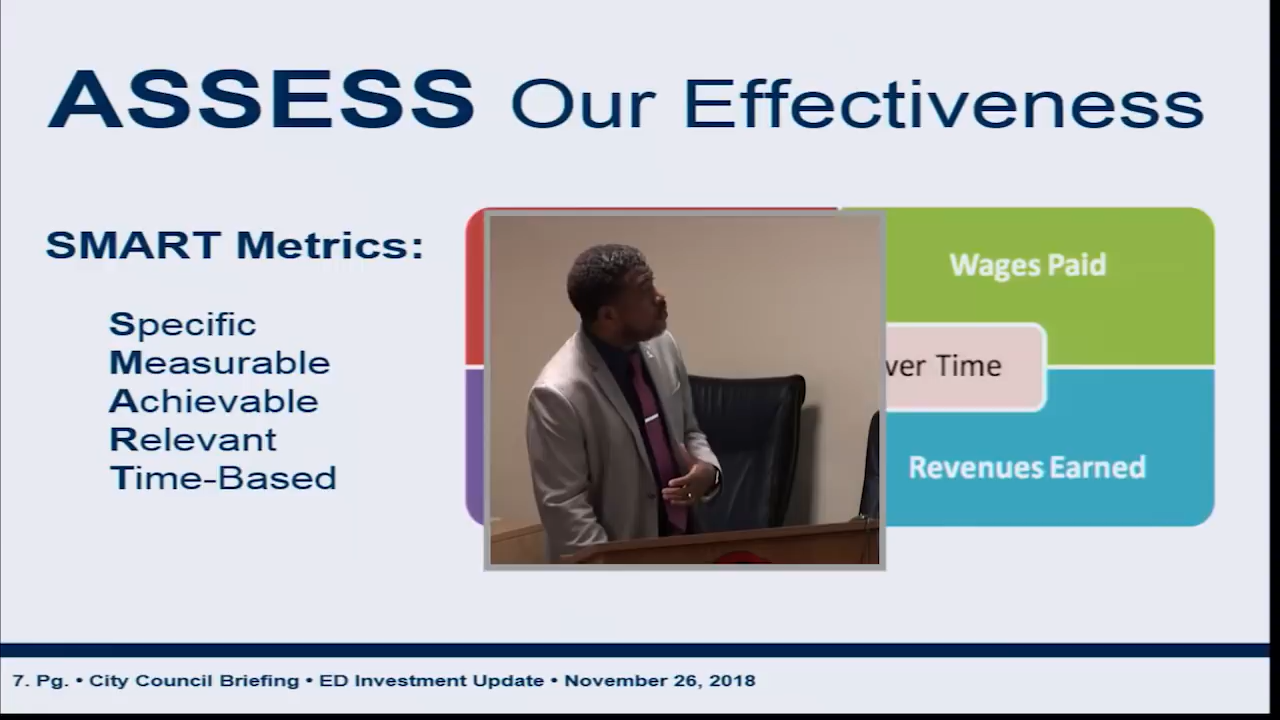 ASSESS Our Effectiveness
SMART Metrics:
Specific
Measurable
Achievable
Relevant
Time-Based
Wages Paid
ver Time
Revenues Earned
7. Pg. • City Council Briefing • ED Investment Update • November 26, 2018